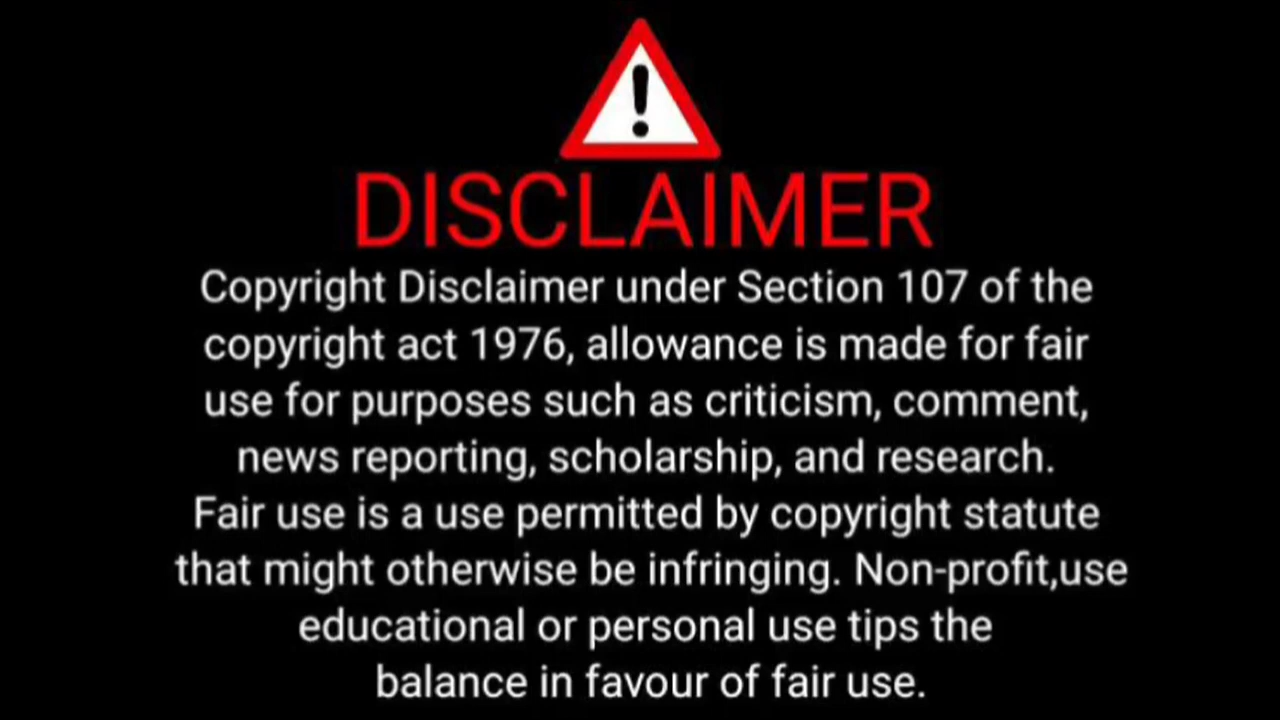 DISCLAIMER
Copyright Disclaimer under Section 107 of the
copyright act 1976, allowance is made for fair
use for purposes such as criticism, comment,
news reporting, scholarship, and research.
Fair use is a use permitted by copyright statute
that might otherwise be infringing. Non-profit,use
educational or personal use tips the
balance in favour of fair use.